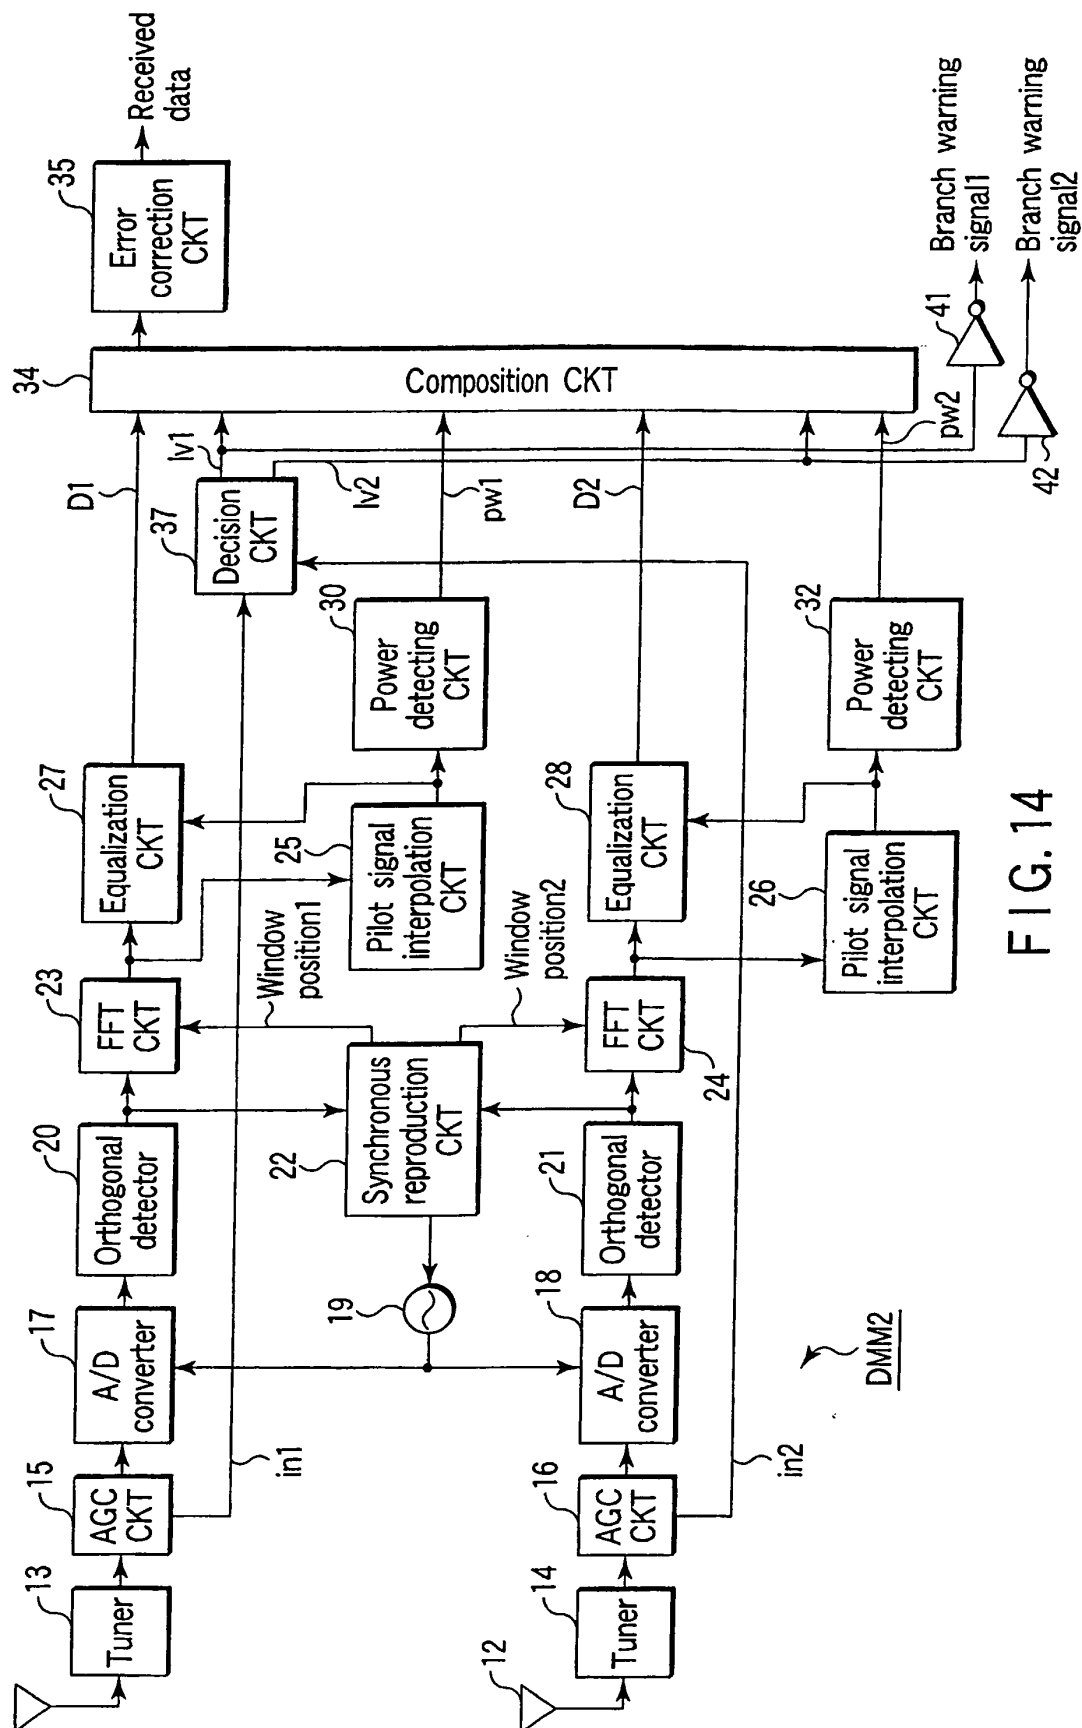 13
Tuner
15
AGC
CKT
17
A/D
converter
20
Orthogonal
detector
23
FFT
CKT
27
Equalization
CKT
D1
37
Decision
CKT
lv1
lv2
34
Composition CKT
35
Error
correction
CKT
Received
data
in1
19
22
Synchronous
reproduction
CKT
Window
position1
Window
position2
25
Pilot signal
interpolation
CKT
30
Power
detecting
CKT
pw1
12
14
Tuner
16
AGC
CKT
18
A/D
converter
21
Orthogonal
detector
24
FFT
CKT
28
Equalization
CKT
D2
in2
26
Pilot signal
interpolation
CKT
32
Power
detecting
CKT
pw2
41
Branch warning
signal1
42
Branch warning
signal2
DMM2
FIG. 14